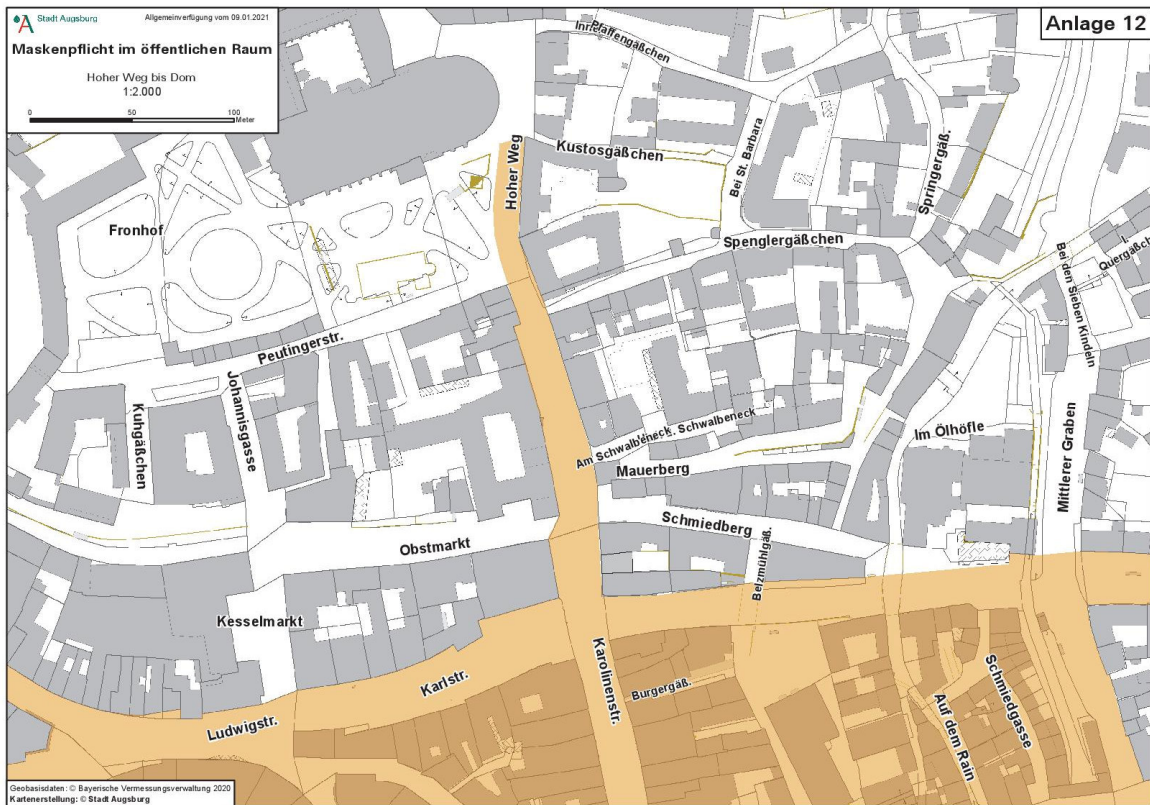 Stadt Augsburg
Allgemeinverfügung vom 09.01.2021
Maskenpflicht im öffentlichen Raum
Hoher Weg bis Dom
1:2.000
0 50 100
Meter
Anlage 12
Pfaffengäßchen
Hoher Weg
Kustosgäßchen
Bei St. Barbara
Springergäß.
Fronhof
Spenglergäßchen
Bei den Sieben Kindeln
I.
Quergäßch
Peutingerstr.
Johannisgasse
Kuhgäßchen
Am Schwalbeneck
. Schwalbeneck
Im Ölhöfle
Mittlerer Graben
Mauerberg
Schmiedberg
Obstmarkt
Belzmühlgäß.
Kesselmarkt
Karlstr.
Karolinenstr.
Burgergäß.
Schmiedgasse
Auf dem Rain
Ludwigstr.
Geobasisdaten: © Bayerische Vermessungsverwaltung 2020
Kartenerstellung: © Stadt Augsburg